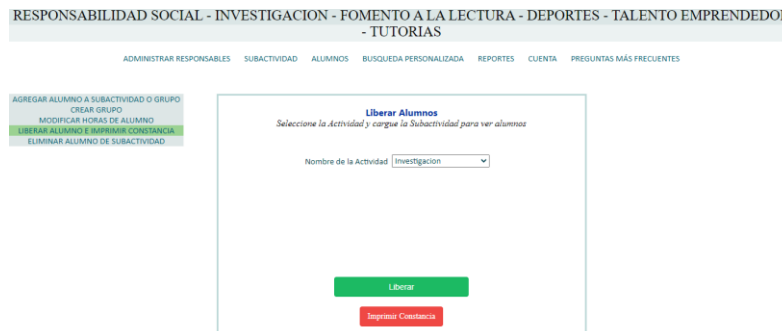 RESPONSABILIDAD SOCIAL - INVESTIGACION - FOMENTO A LA LECTURA - DEPORTES - TALENTO EMPRENDEDOR
- TUTORIAS
ADMINISTRAR RESPONSABLES SUBACTIVIDAD ALUMNOS BUSQUEDA PERSONALIZADA REPORTES CUENTA PREGUNTAS MÁS FRECUENTES
AGREGAR ALUMNO A SUBACTIVIDAD O GRUPO
CREAR GRUPO
MODIFICAR HORAS DE ALUMNO
LIBERAR ALUMNO E IMPRIMIR CONSTANCIA
ELIMINAR ALUMNO DE SUBACTIVIDAD
Liberar Alumnos
Seleccione la Actividad y cargue la Subactividad para ver alumnos
Nombre de la Actividad Investigacion
Liberar
Imprimir Constancia